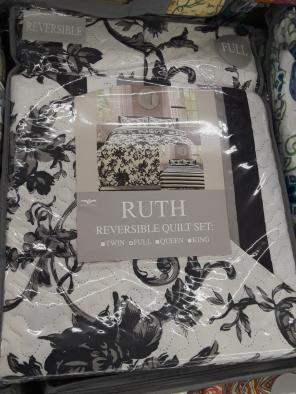 REVERSIBLE
FULL
RUTH
REVERSIBLE QUILT SET:
TWIN FULL QUEEN KING